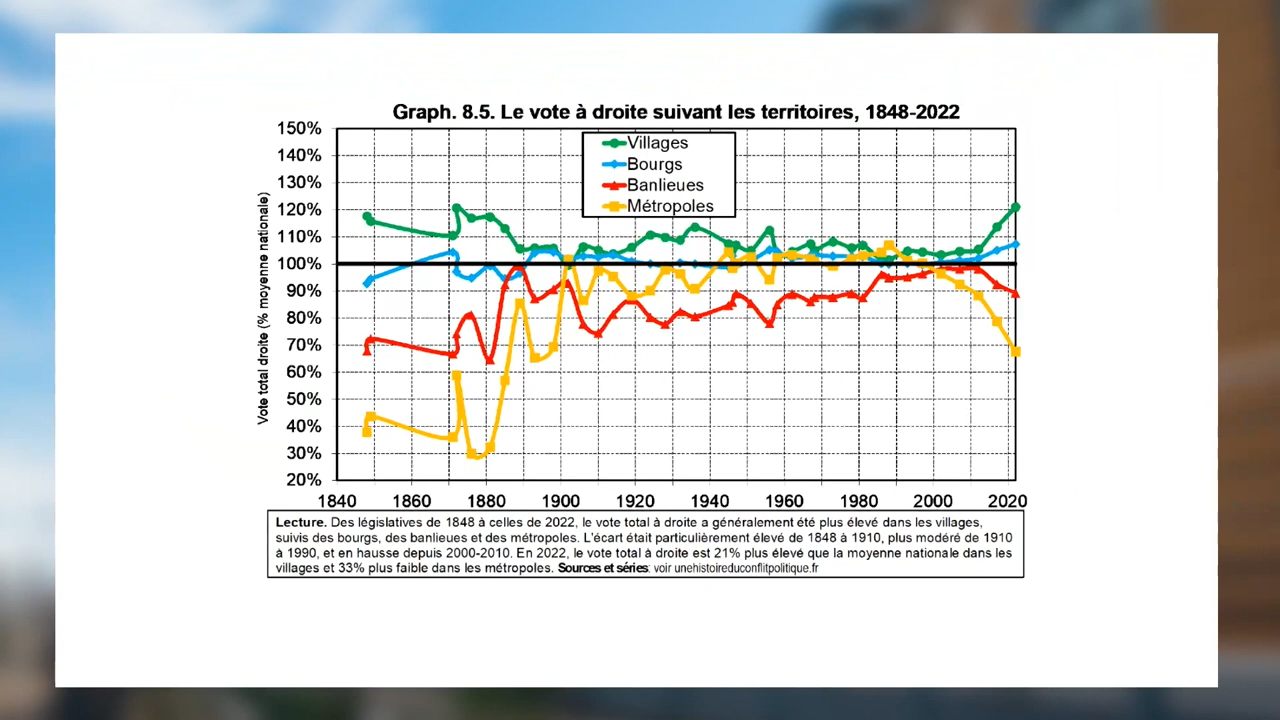 Graph. 8.5. Le vote à droite suivant les territoires, 1848-2022
Vote total droite (% moyenne nationale)
150%
140%
130%
120%
110%
100%
90%
80%
70%
60%
50%
40%
30%
20%
Villages
Bourgs
Banlieues
Métropoles
1840 1860 1880 1900 1920 1940 1960 1980 2000 2020
Lecture. Des législatives de 1848 à celles de 2022, le vote total à droite a généralement été plus élevé dans les villages,
suivis des bourgs, des banlieues et des métropoles. L'écart était particulièrement élevé de 1848 à 1910, plus modéré de 1910
à 1990, et en hausse depuis 2000-2010. En 2022, le vote total à droite est 21% plus élevé que la moyenne nationale dans les
villages et 33% plus faible dans les métropoles. Sources et séries: voir unehistoireduconflitpolitique.fr